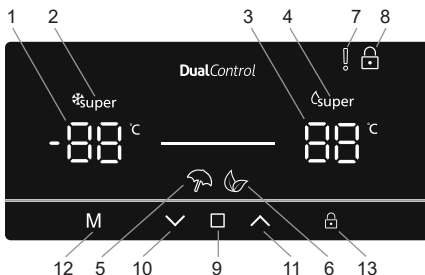 1 2 3 4 7 8
DualControl
super super
-88 °C 88 °C
M
12 5 10 9 11 6 13